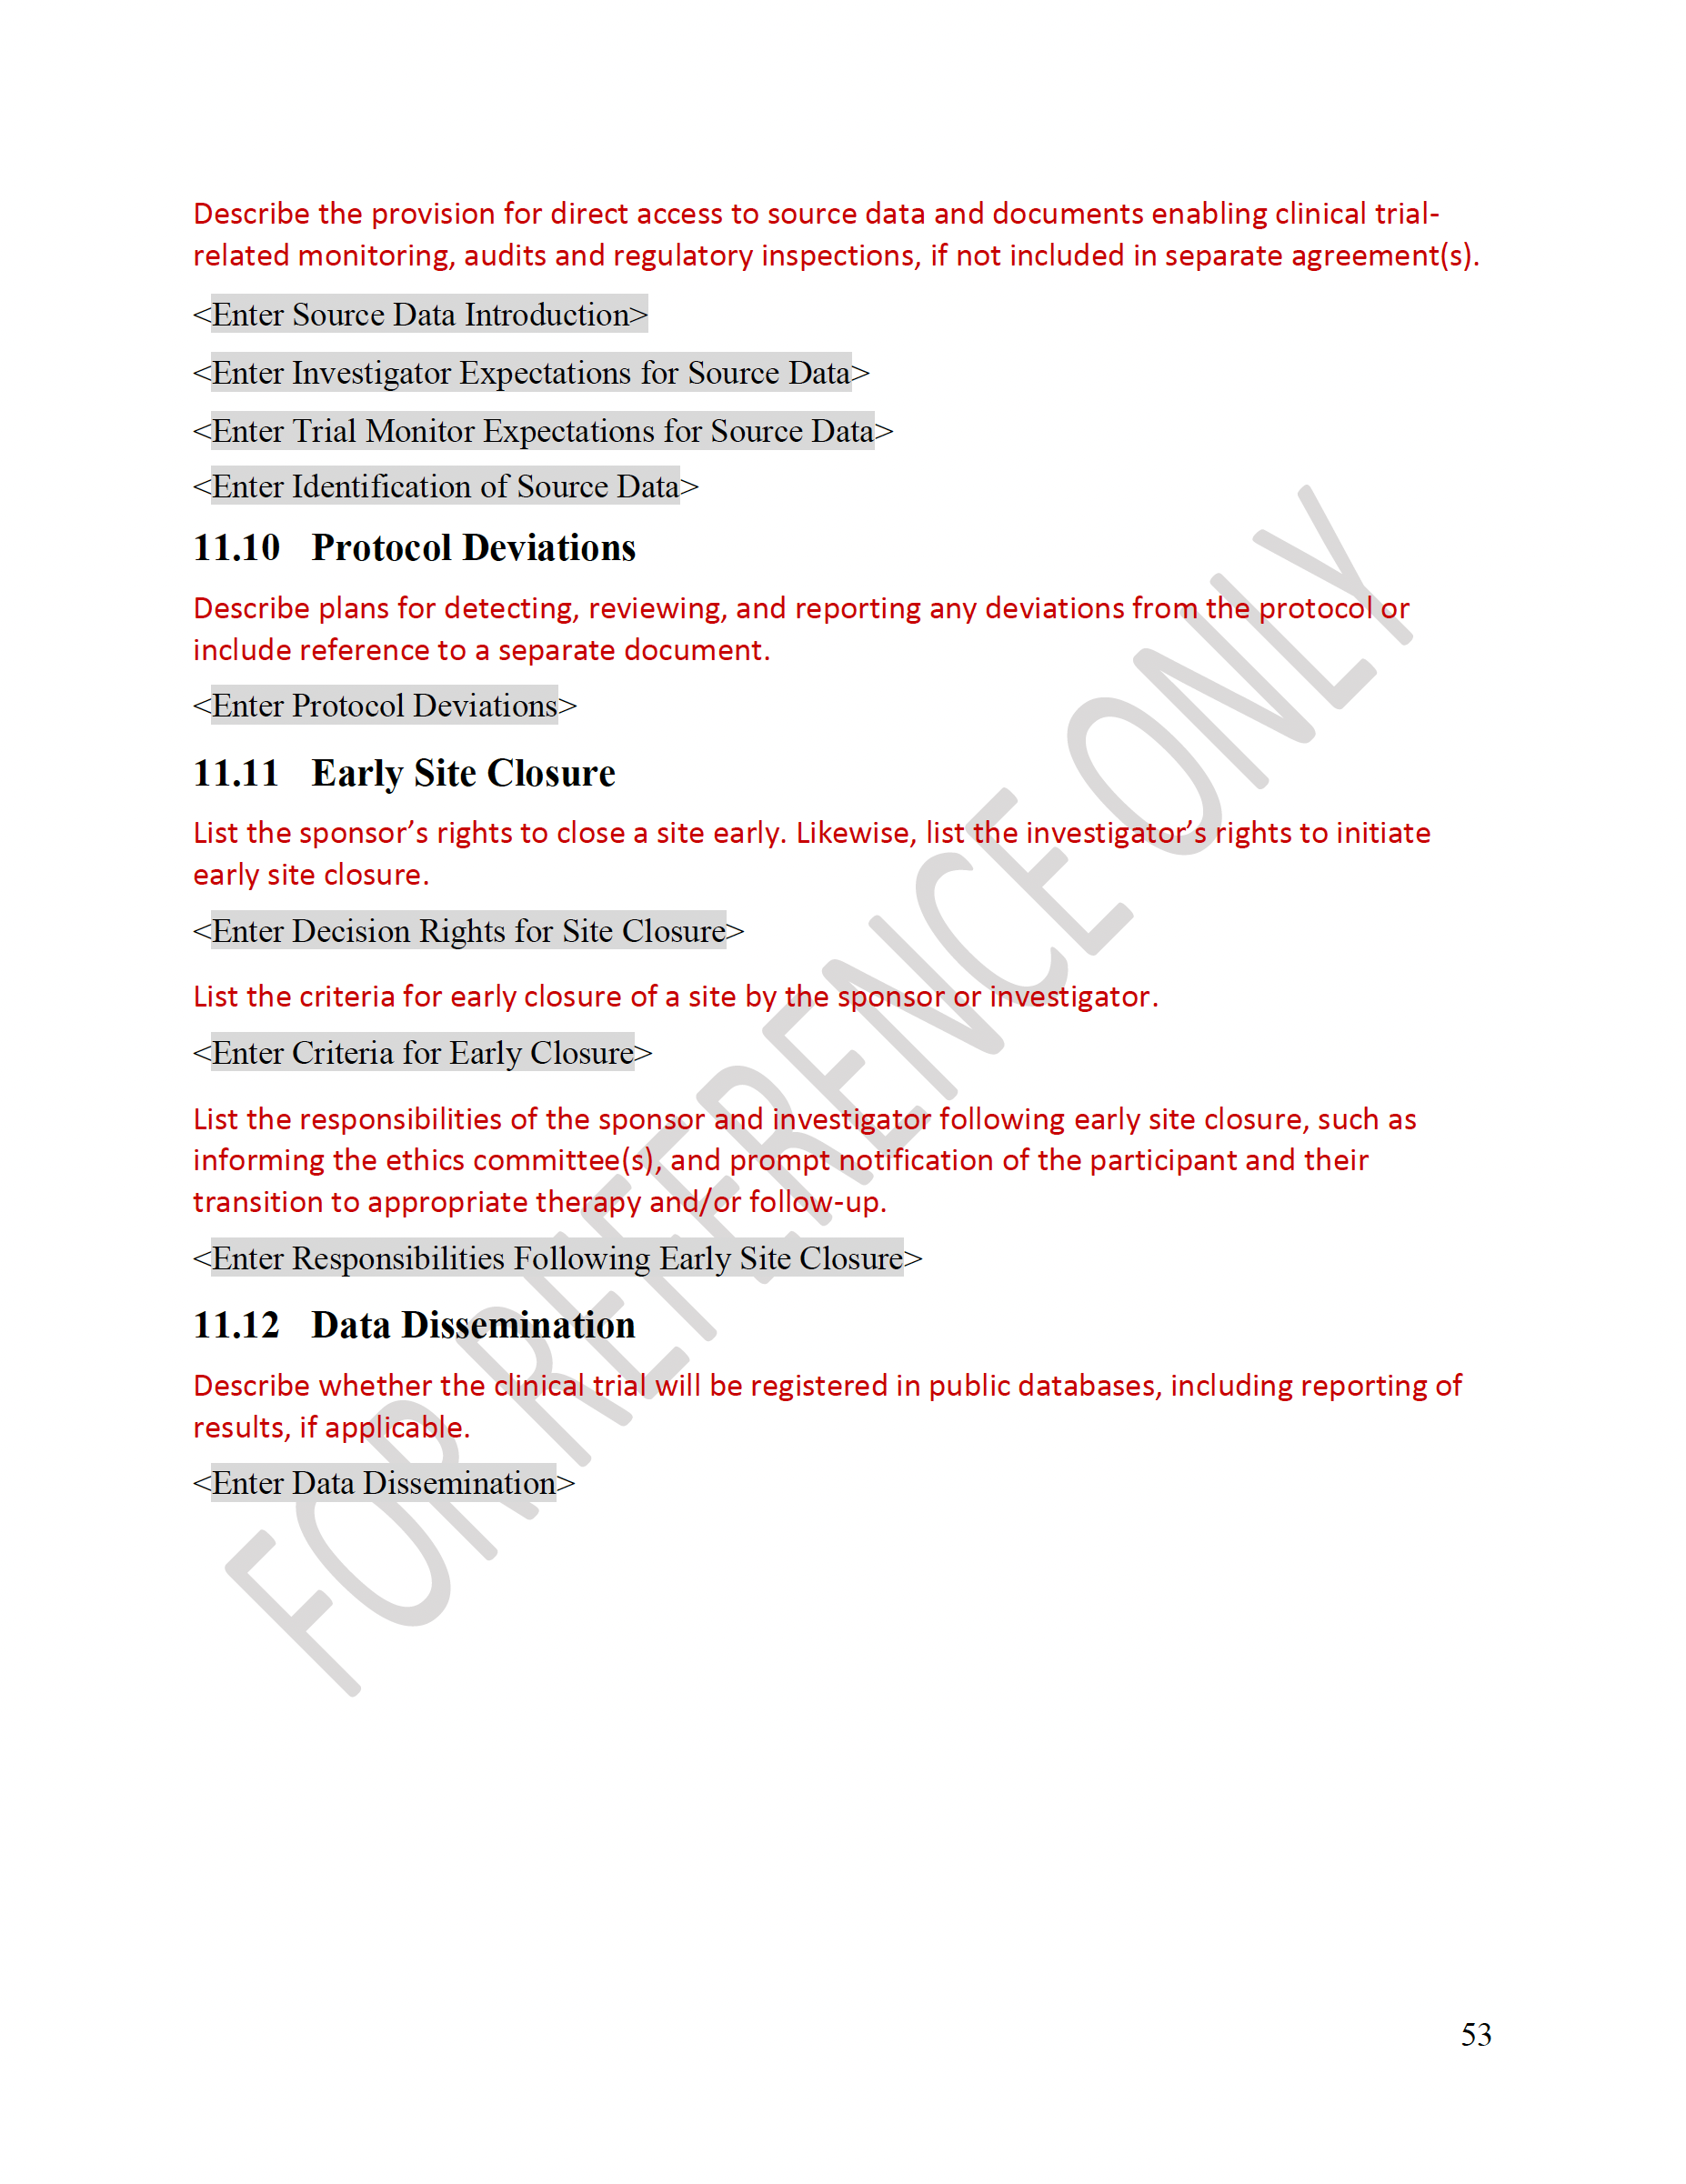 Describe the provision for direct access to source data and documents enabling clinical trial-
related monitoring, audits and regulatory inspections, if not included in separate agreement(s).
<Enter Source Data Introduction>
<Enter Investigator Expectations for Source Data>
<Enter Trial Monitor Expectations for Source Data>
<Enter Identification of Source Data>
11.10 Protocol Deviations
Describe plans for detecting, reviewing, and reporting any deviations from the protocol or
include reference to a separate document.
<Enter Protocol Deviations>
11.11 Early Site Closure
List the sponsor’s rights to close a site early. Likewise, list the investigator’s rights to initiate
early site closure.
<Enter Decision Rights for Site Closure>
List the criteria for early closure of a site by the sponsor or investigator.
<Enter Criteria for Early Closure>
List the responsibilities of the sponsor and investigator following early site closure, such as
informing the ethics committee(s), and prompt notification of the participant and their
transition to appropriate therapy and/or follow-up.
<Enter Responsibilities Following Early Site Closure>
11.12 Data Dissemination
Describe whether the clinical trial will be registered in public databases, including reporting of
results, if applicable.
<Enter Data Dissemination>
FOR REFERENCE ONLY
53